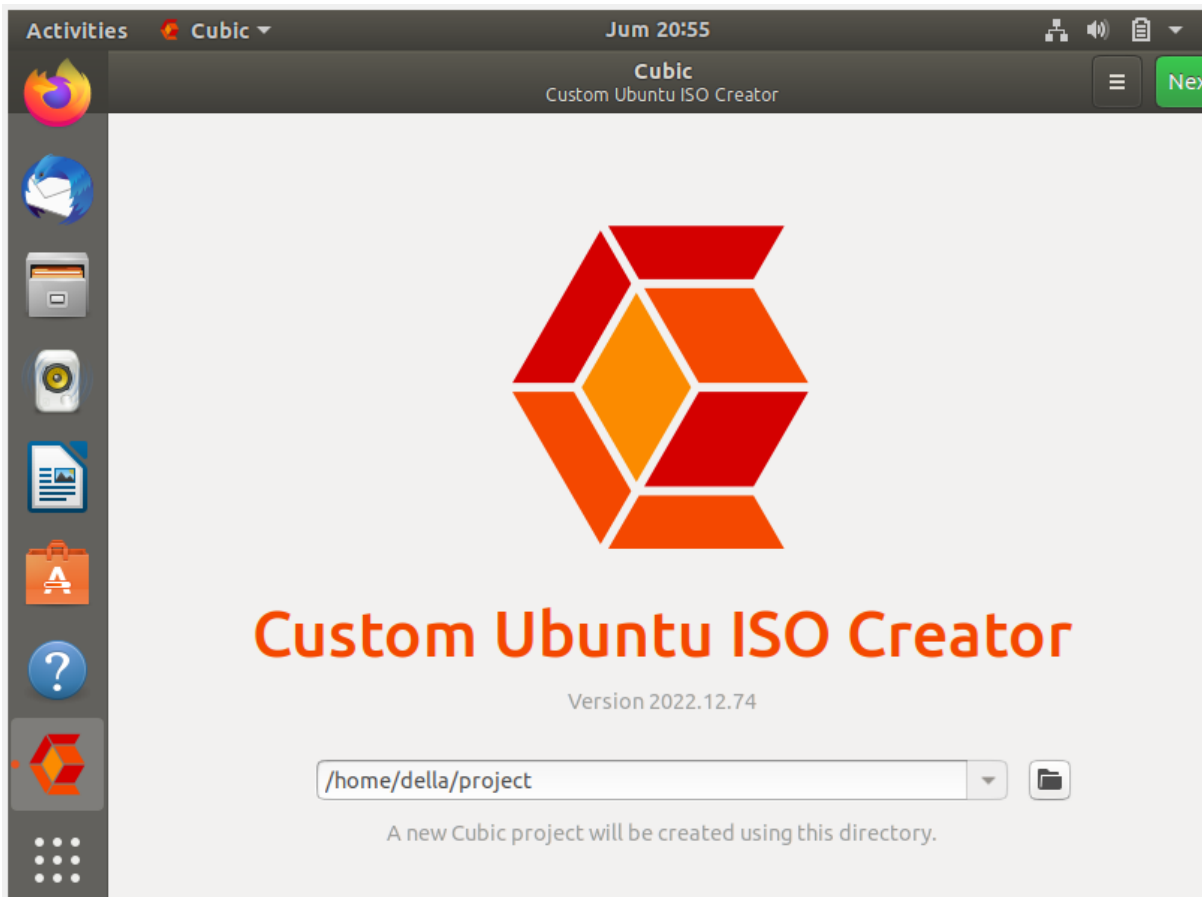 Activities Cubic Jum 20:55
Cubic
Custom Ubuntu ISO Creator
Custom Ubuntu ISO Creator
Version 2022.12.74
/home/della/project
A new Cubic project will be created using this directory.